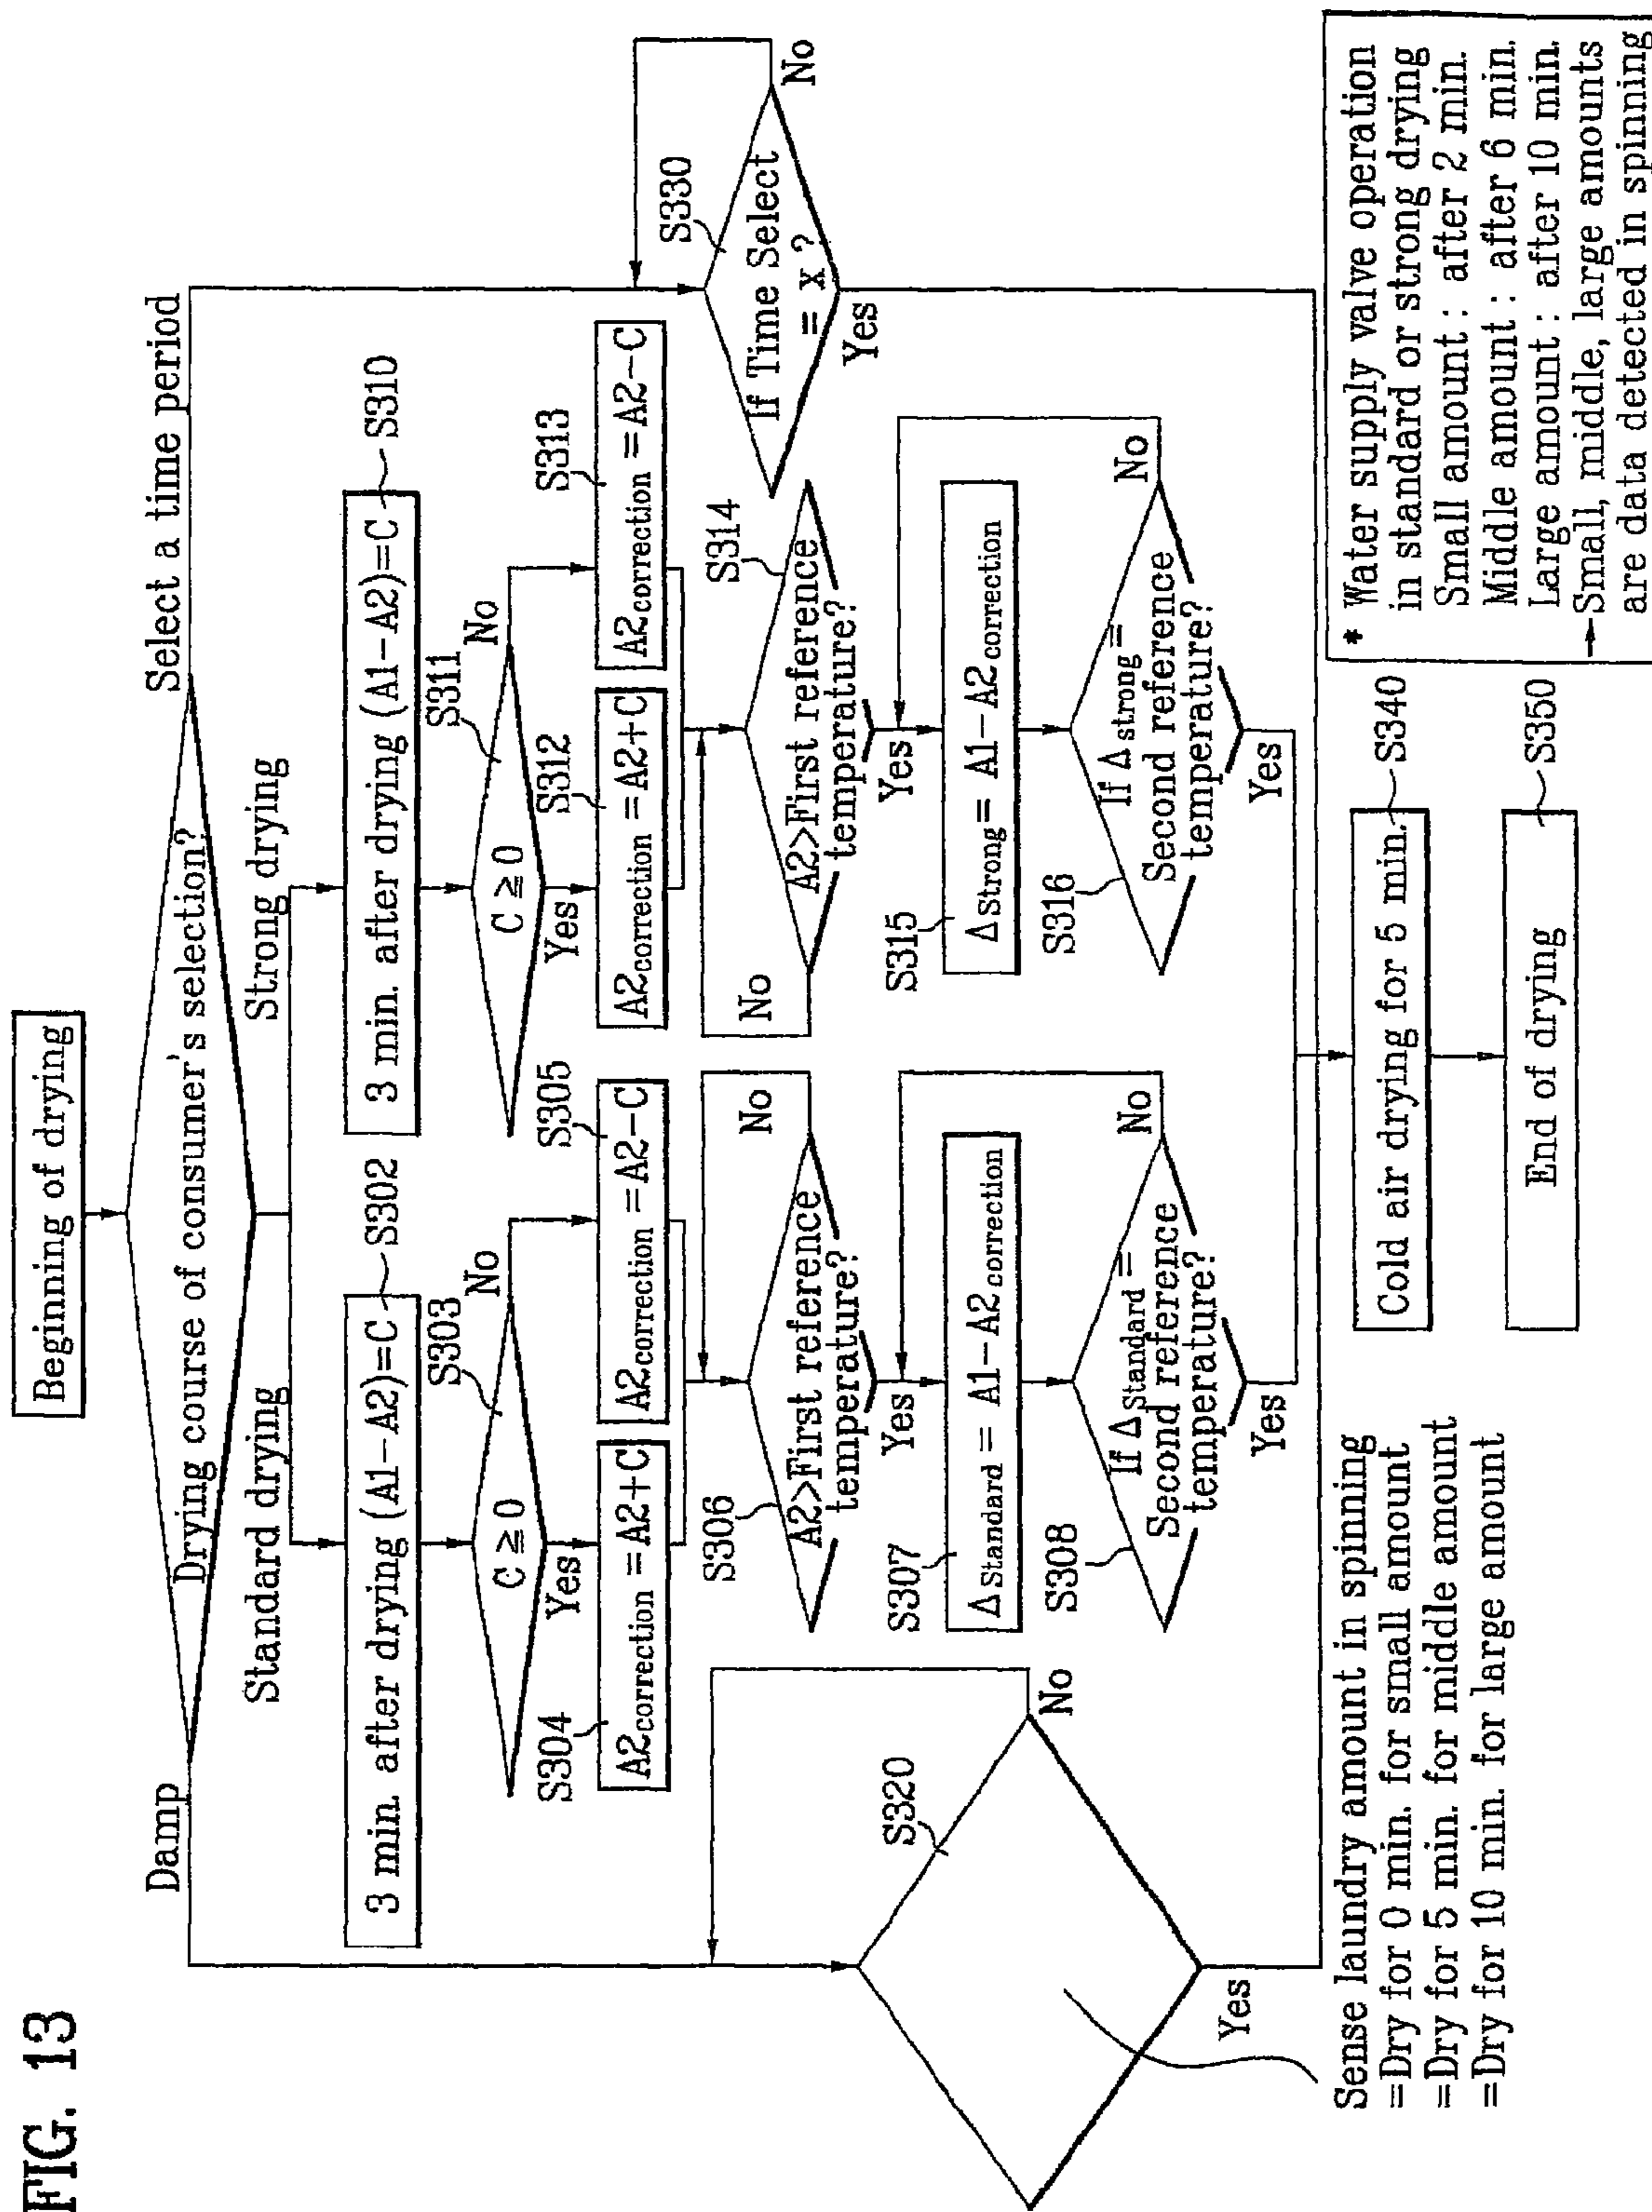 FIG. 13
Beginning of drying
Drying course of consumer's selection?
Damp
Standard drying
Strong drying
Select a time period
3 min. after drying (A1-A2)=C
S302
C ≧ 0
S303
No
Yes
S304
A2correction =A2+C
S305
A2correction =A2-C
S306
A2>First reference
temperature?
No
Yes
S307
ΔStandard = A1-A2correction
S308
If ΔStandard =
Second reference
temperature?
No
Yes
3 min. after drying (A1-A2)=C
S310
C ≧ 0
S311
No
Yes
S312
A2correction =A2+C
S313
A2correction =A2-C
S314
A2>First reference
temperature?
No
Yes
S315
ΔStrong= A1-A2correction
S316
If Δstrong=
Second reference
temperature?
No
Yes
S320
No
Yes
Sense laundry amount in spinning
=Dry for 0 min. for small amount
=Dry for 5 min. for middle amount
=Dry for 10 min. for large amount
S330
If Time Select
= x ?
No
Yes
Cold air drying for 5 min.
S340
End of drying
S350
* Water supply valve operation
in standard or strong drying
Small amount : after 2 min.
Middle amount : after 6 min.
Large amount : after 10 min.
→Small, middle, large amounts
are data detected in spinning